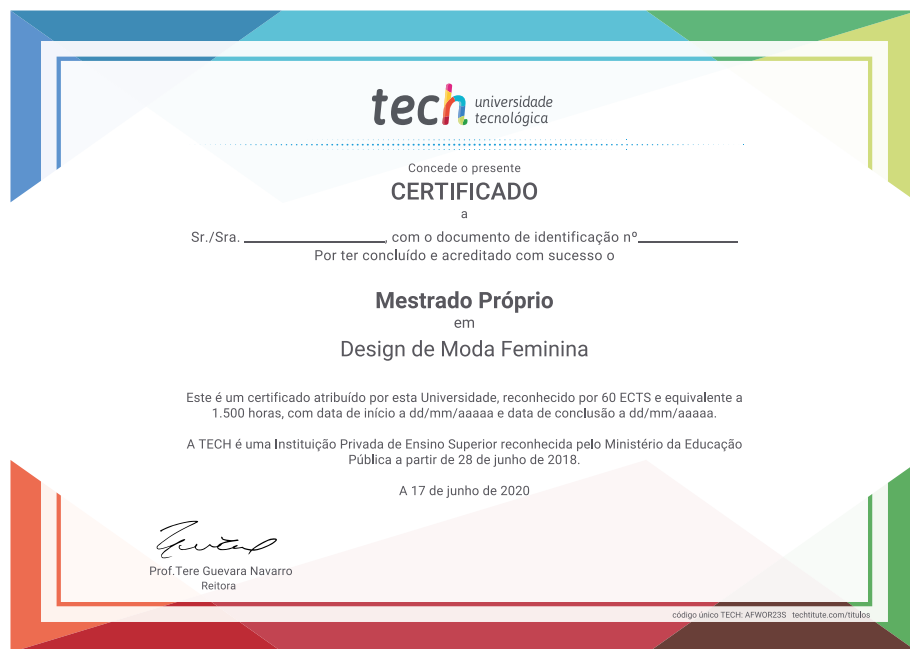 tech universidade
tecnológica
Concede o presente
CERTIFICADO
a
Sr./Sra. ________________, com o documento de identificação nº___________
Por ter concluído e acreditado com sucesso o
Mestrado Próprio
em
Design de Moda Feminina
Este é um certificado atribuído por esta Universidade, reconhecido por 60 ECTS e equivalente a
1.500 horas, com data de início a dd/mm/aaaaa e data de conclusão a dd/mm/aaaaa.
A TECH é uma Instituição Privada de Ensino Superior reconhecida pelo Ministério da Educação
Pública a partir de 28 de junho de 2018.
A 17 de junho de 2020
Prof.Tere Guevara Navarro
Reitora
código único TECH: AFWOR23S techtitute.com/titulos